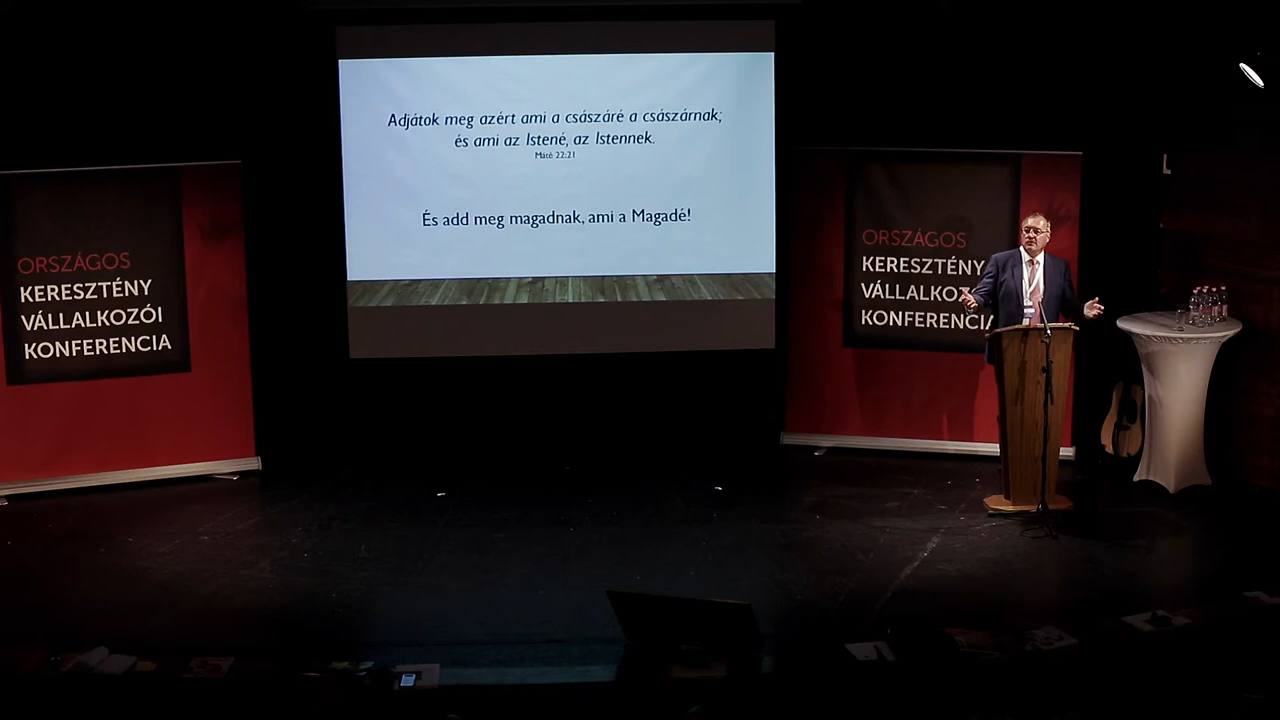 Adjátok meg azért ami a császáré a császárnak;
és ami az Istené, az Istennek.
Máté 22:21
És add meg magadnak, ami a Magadé!
ORSZÁGOS
KERESZTÉNY
VÁLLALKOZÓI
KONFERENCIA
ORSZÁGOS
KERESZTÉNY
VÁLLALKO
KONFERENCIA